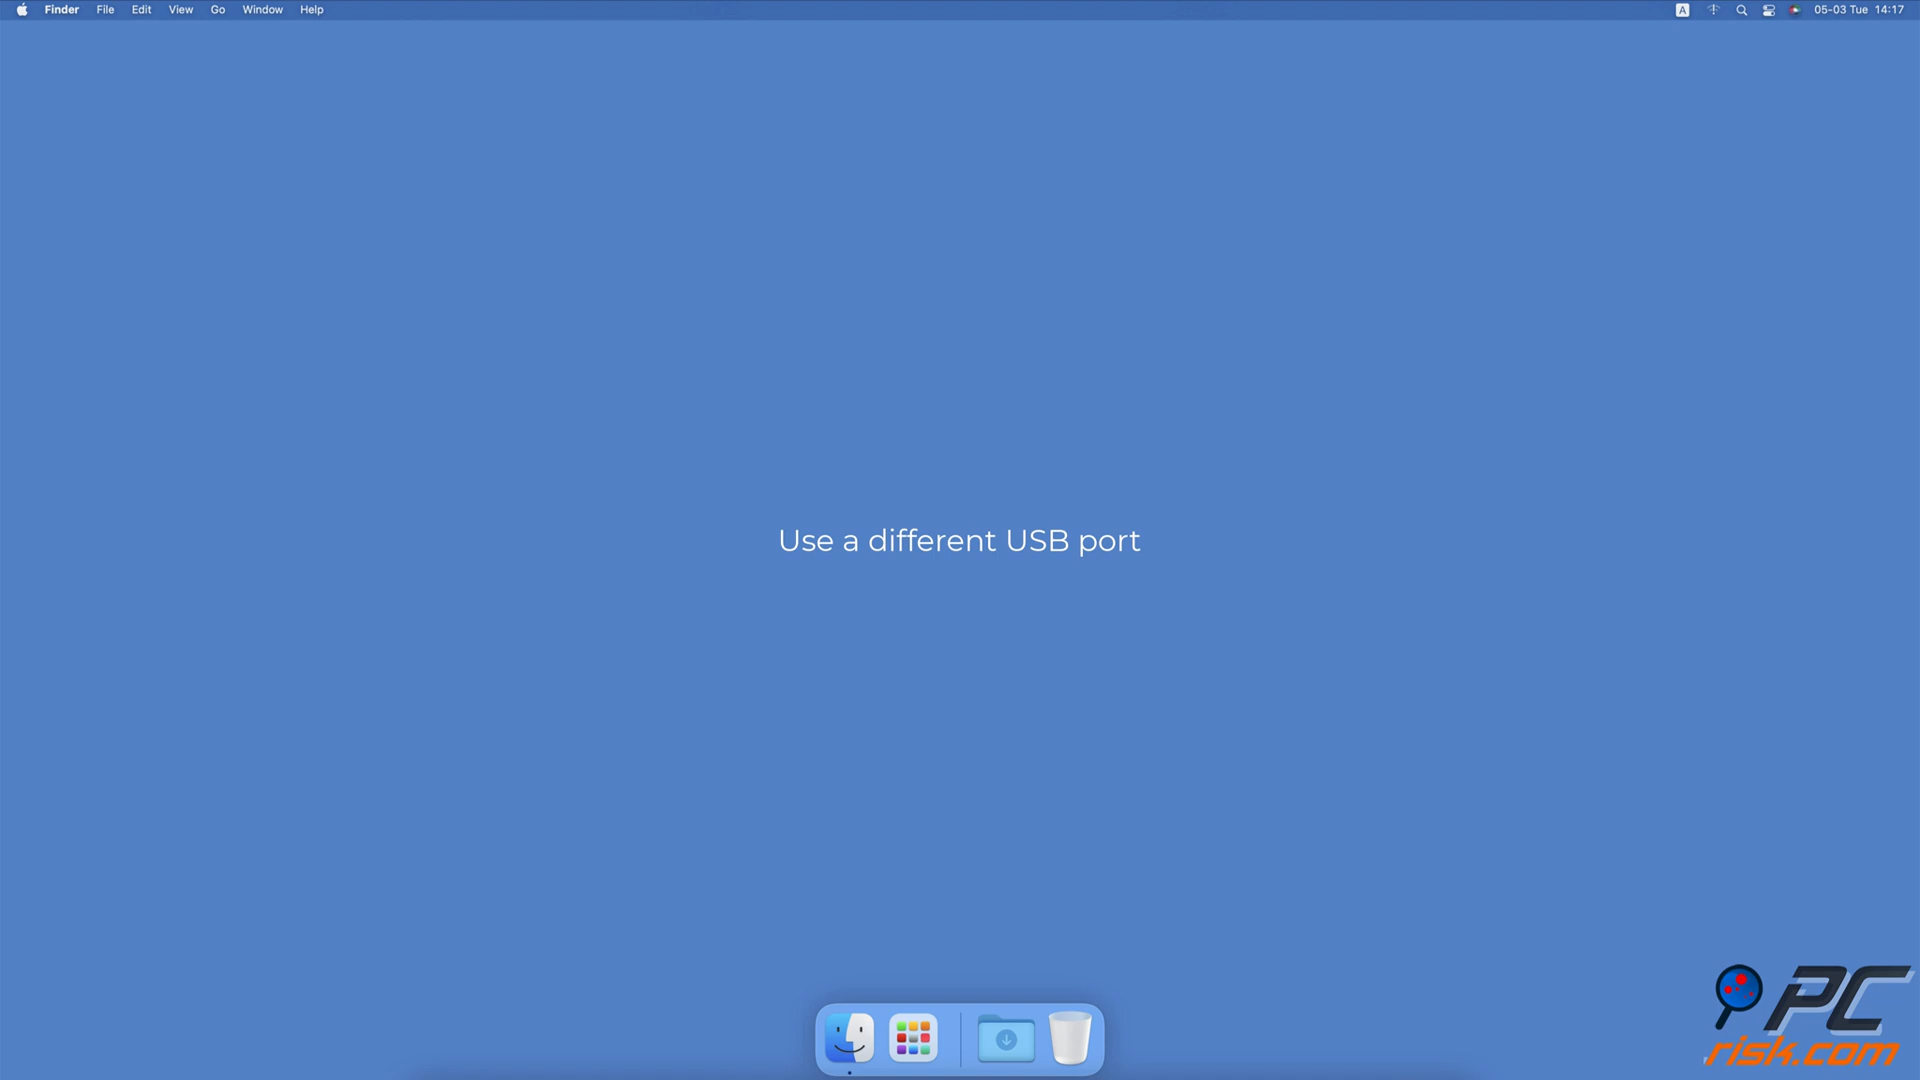 Finder File Edit View Go Window Help A 05-03 Tue 14:17
Use a different USB port
PC
risk.com